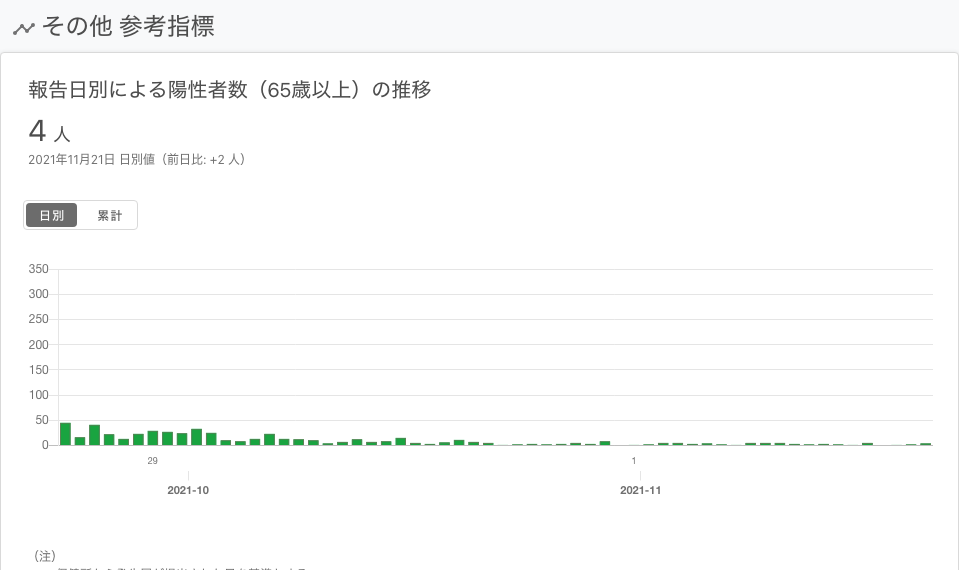 その他 参考指標
報告日別による陽性者数（65歳以上）の推移
4 人
2021年11月21日 日別値（前日比: +2 人）
日別 累計
350
300
250
200
150
100
50
0
29 1
2021-10 2021-11
（注）